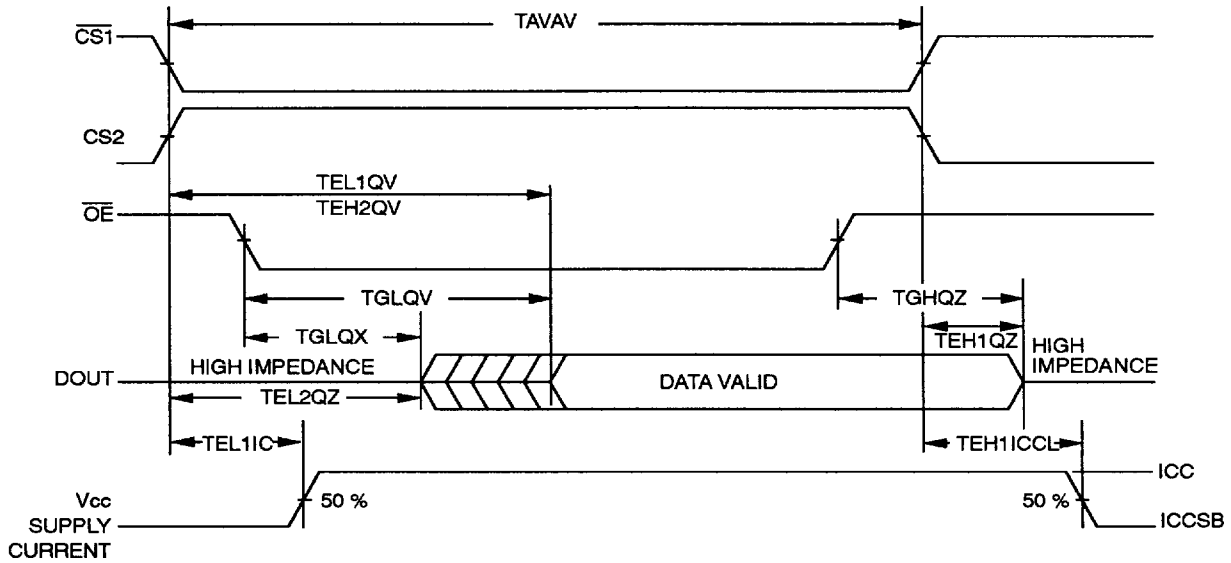 TAVAV
CS1
CS2
TEL1QV
TEH2QV
OE
TGLQV
TGHQZ
TGLQX
TEH1QZ
HIGH IMPEDANCE
HIGH
IMPEDANCE
DOUT
DATA VALID
TEL2QZ
TEL1IC
TEH1ICCL
ICC
Vcc
SUPPLY
CURRENT
50 %
50 %
ICCSB